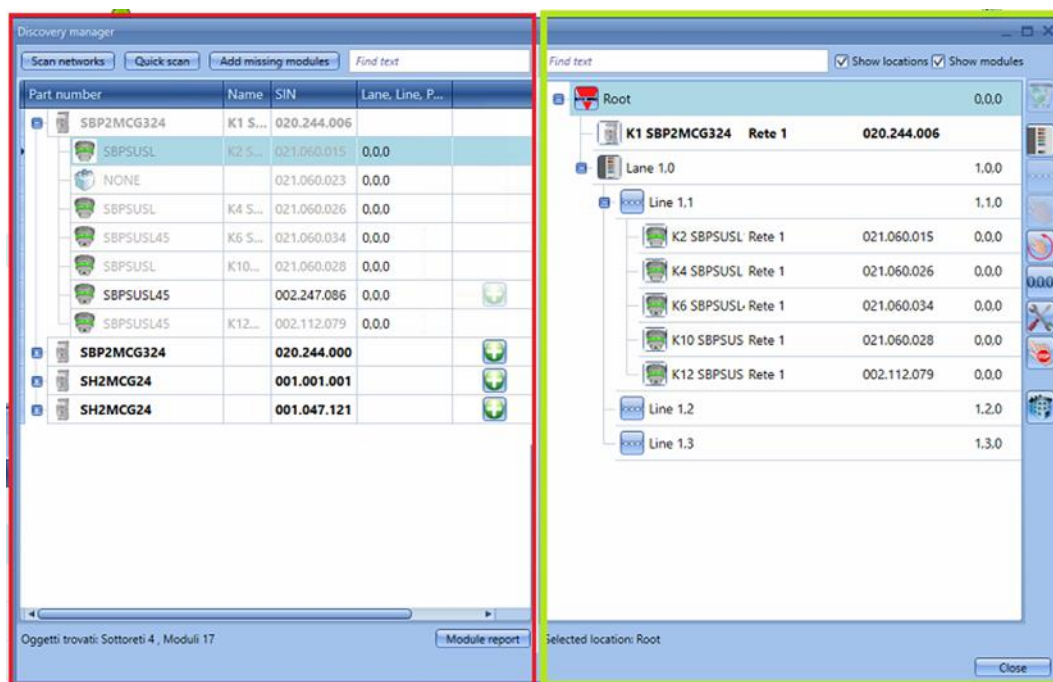 Discovery manager
Scan networks Quick scan Add missing modules Find text
Part number Name SIN Lane, Line, P...
SBP2MCG324 K1 S... 020.244.006
SBPSUSL K2 S... 021.060.015 0,0,0
NONE 021.060.023 0,0,0
SBPSUSL K4 S... 021.060.026 0,0,0
SBPSUSL45 K6 S... 021.060.034 0,0,0
SBPSUSL K10... 021.060.028 0,0,0
SBPSUSL45 002.247.086 0,0,0
SBPSUSL45 K12... 002.112.079 0,0,0
SBP2MCG324 020.244.000
SH2MCG24 001.001.001
SH2MCG24 001.047.121
Oggetti trovati: Sottoreti 4 , Moduli 17 Module report
Find text Show locations Show modules
Root 0,0,0
K1 SBP2MCG324 Rete 1 020.244.006
Lane 1.0 1,0,0
Line 1.1 1,1,0
K2 SBPSUSL Rete 1 021.060.015 0,0,0
K4 SBPSUSL Rete 1 021.060.026 0,0,0
K6 SBPSUSL Rete 1 021.060.034 0,0,0
K10 SBPSUS Rete 1 021.060.028 0,0,0
K12 SBPSUS Rete 1 002.112.079 0,0,0
Line 1.2 1,2,0
Line 1.3 1,3,0
000
STOP
Selected location: Root
Close